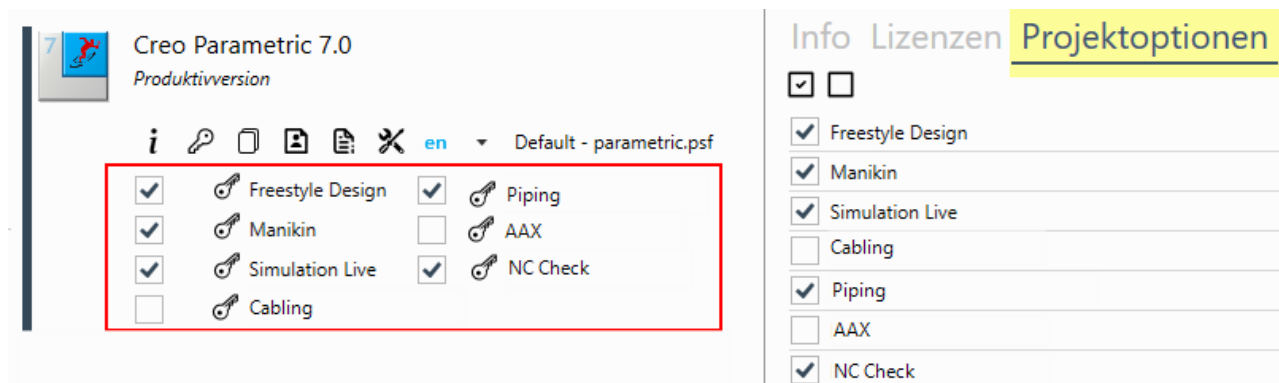 7
Creo Parametric 7.0
Produktivversion
i
en
Default - parametric.psf
Freestyle Design
Piping
Manikin
AAX
Simulation Live
NC Check
Cabling
Info Lizenzen Projektoptionen
Freestyle Design
Manikin
Simulation Live
Cabling
Piping
AAX
NC Check